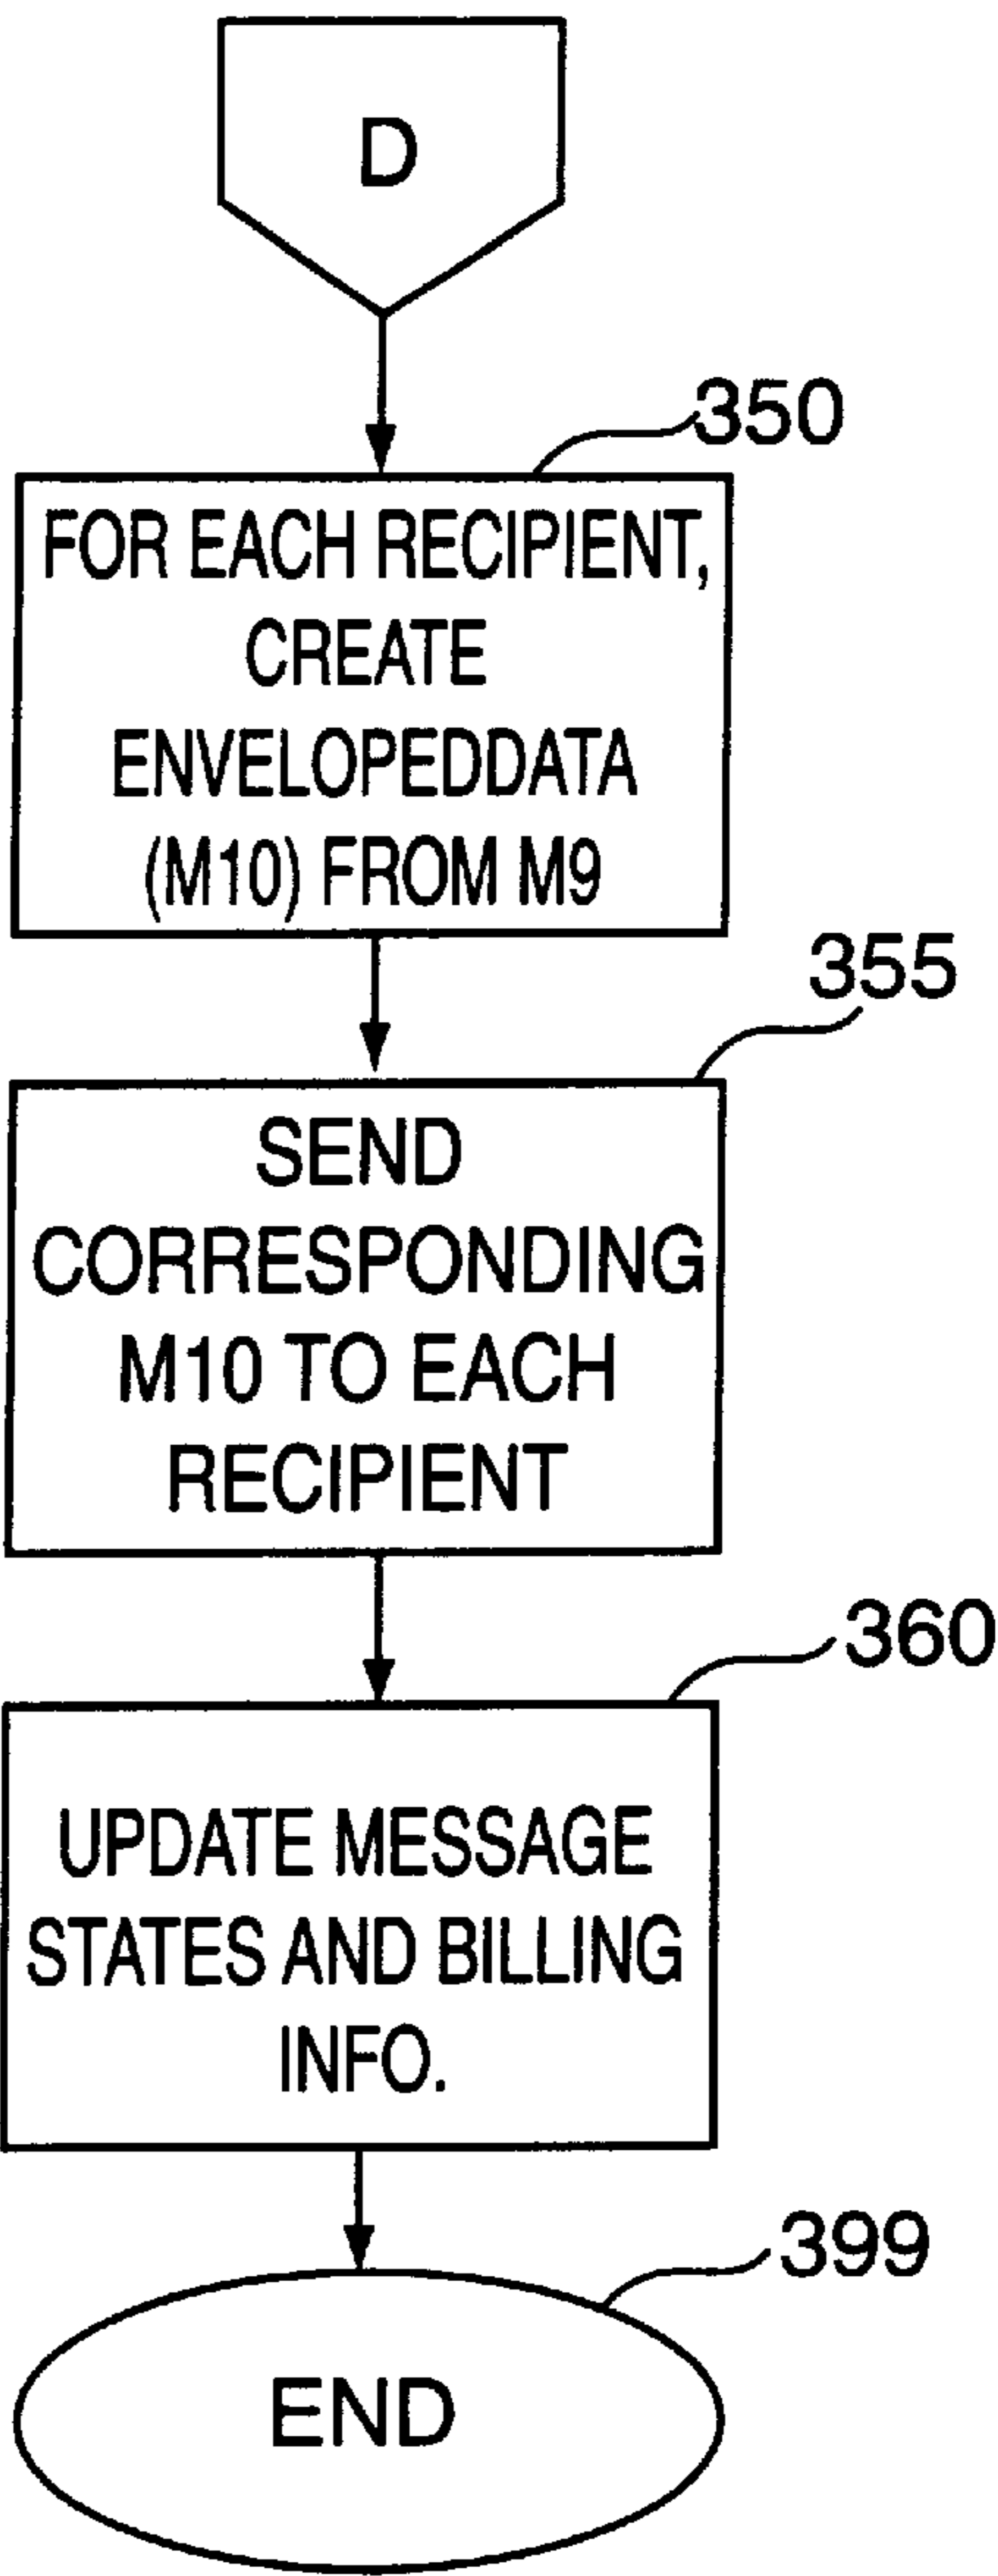 D
350
FOR EACH RECIPIENT,
CREATE
ENVELOPEDDATA
(M10) FROM M9
355
SEND
CORRESPONDING
M10 TO EACH
RECIPIENT
360
UPDATE MESSAGE
STATES AND BILLING
INFO.
399
END